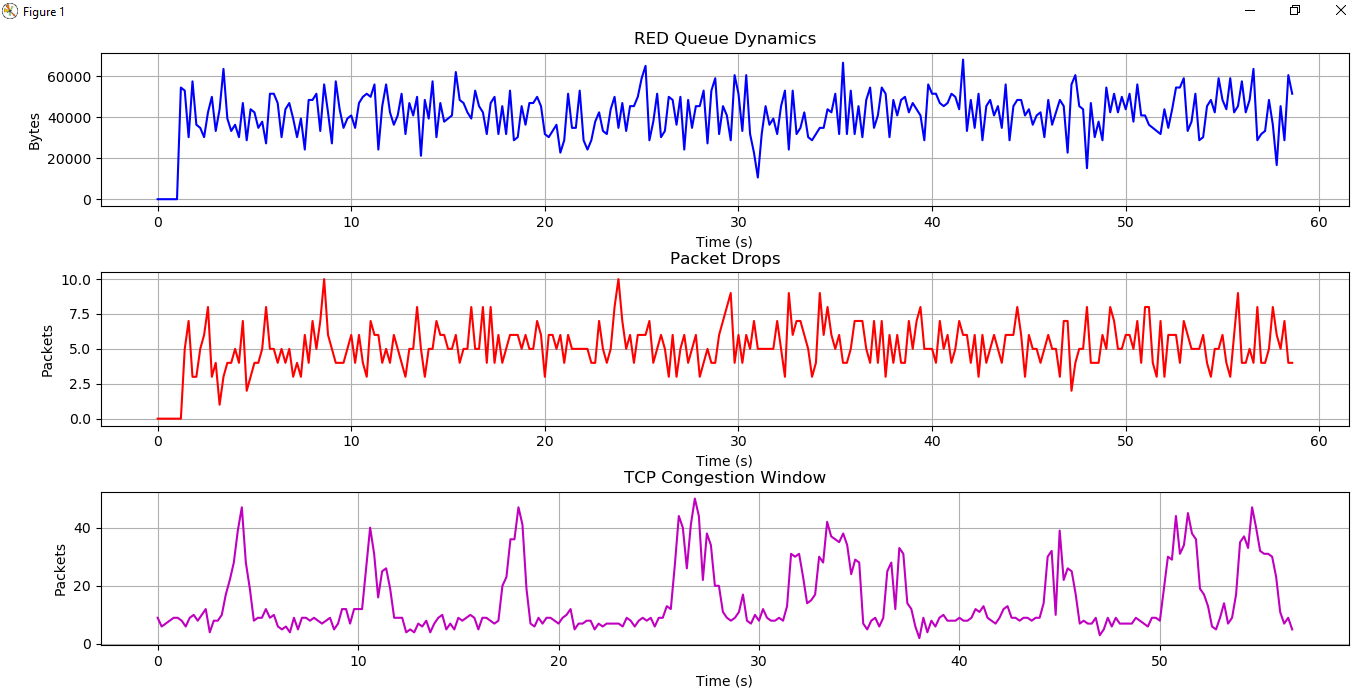 Figure 1
RED Queue Dynamics
60000
40000
20000
0
Bytes
0 10 20 30 40 50 60
Time (s)
Packet Drops
10.0
7.5
5.0
2.5
0.0
Packets
0 10 20 30 40 50 60
Time (s)
TCP Congestion Window
40
20
0
Packets
0 10 20 30 40 50
Time (s)